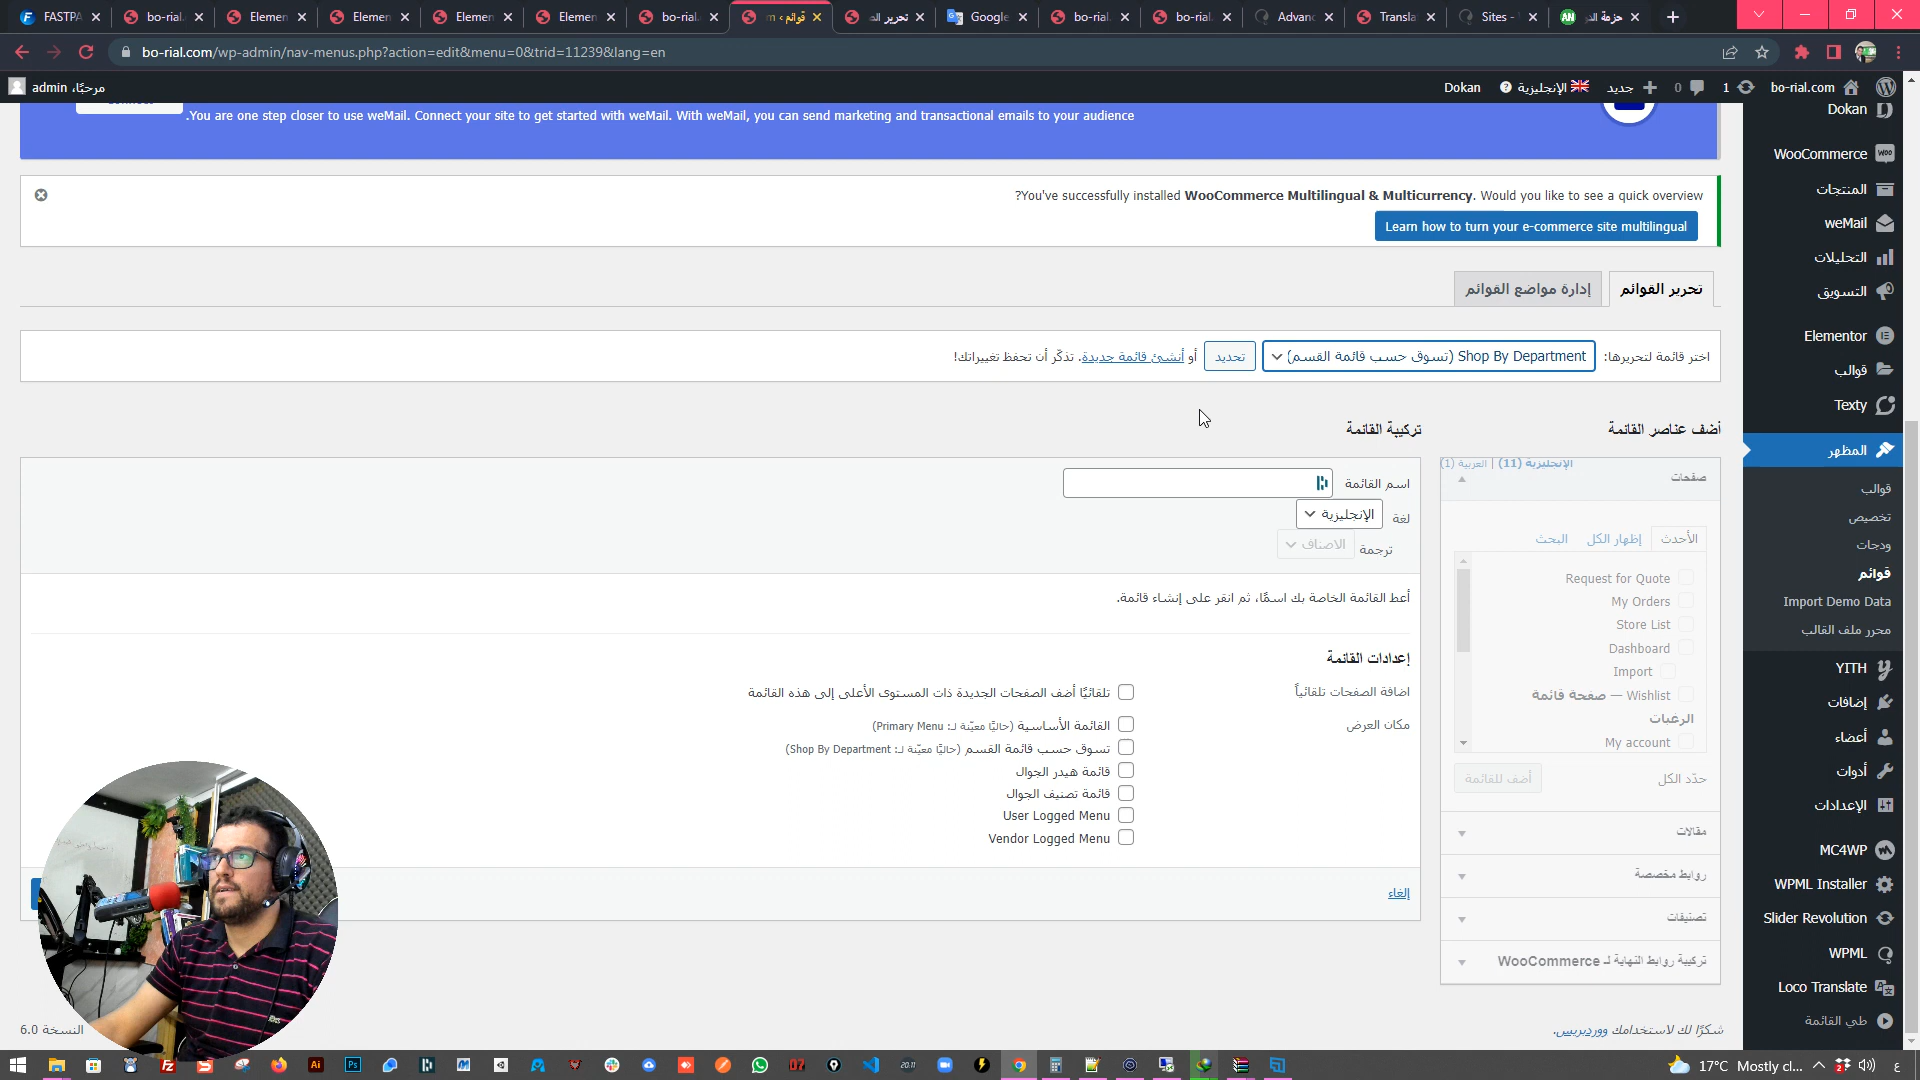 FASTPA
bo-rial
Elemen
Elemen
Elemen
Elemen
bo-rial.
قوائم ‹ m
تحرير الد
Google
bo-rial.
bo-rial.
Advanc
Transla
Sites -
حزمة الذ
bo-rial.com/wp-admin/nav-menus.php?action=edit&menu=0&trid=11239&lang=en
مرحبًا، admin
Dokan
الإنجليزية
جديد
0
1
bo-rial.com
You are one step closer to use weMail. Connect your site to get started with weMail. With weMail, you can send marketing and transactional emails to your audience.
You've successfully installed WooCommerce Multilingual & Multicurrency. Would you like to see a quick overview?
Learn how to turn your e-commerce site multilingual
تحرير القوائم
إدارة مواضع القوائم
اختر قائمة لتحريرها:
Shop By Department (تسوق حسب قائمة القسم)
تحديد
أو أنشئ قائمة جديدة. تذكّر أن تحفظ تغييراتك!
أضف عناصر القائمة
تركيبة القائمة
الإنجليزية (11) | العربية (1)
صفحات
الأحدث
إظهار الكل
البحث
Request for Quote
My Orders
Store List
Dashboard
Import
Wishlist — صفحة قائمة
الرغبات
My account
حدّد الكل
أضف للقائمة
مقالات
روابط مخصصة
تصنيفات
تركيبة روابط النهاية لـ WooCommerce
اسم القائمة
لغة
الإنجليزية
ترجمة
الاصناف
أعط القائمة الخاصة بك اسمًا، ثم انقر على إنشاء قائمة.
إعدادات القائمة
اضافة الصفحات تلقائياً
تلقائيًا أضف الصفحات الجديدة ذات المستوى الأعلى إلى هذه القائمة
مكان العرض
القائمة الأساسية (حاليًا معيّنة لـ: Primary Menu)
تسوق حسب قائمة القسم (حاليًا معيّنة لـ: Shop By Department)
قائمة هيدر الجوال
قائمة تصنيف الجوال
User Logged Menu
Vendor Logged Menu
إلغاء
شكرًا لك لاستخدامك ووردبريس.
النسخة 6.0
Dokan
WooCommerce
المنتجات
weMail
التحليلات
التسويق
Elementor
قوالب
Texty
المظهر
قوالب
تخصيص
ودجات
قوائم
Import Demo Data
محرر ملف القالب
YITH
إضافات
أعضاء
أدوات
الإعدادات
MC4WP
WPML Installer
Slider Revolution
WPML
Loco Translate
طي القائمة
17°C Mostly cl...
ع